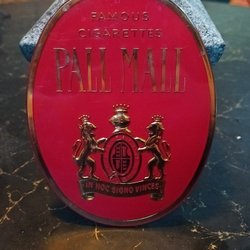 FAMOUS
CIGARETTES
PALL MALL
IN HOC SIGNO VINCES